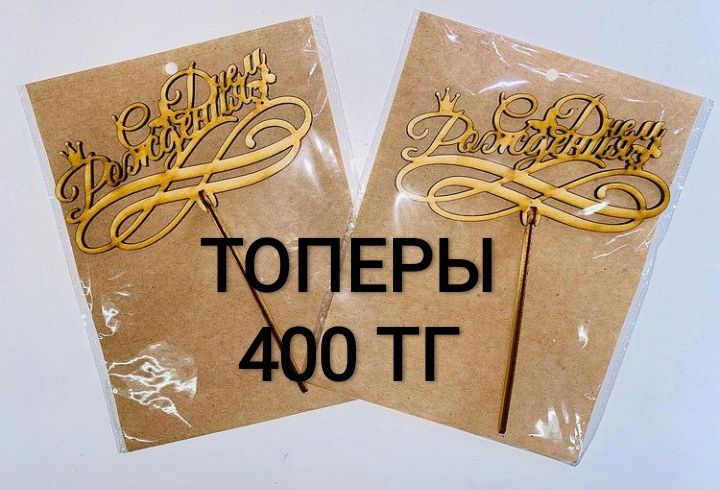 С Днем
Рождения
С Днем
Рождения
ТОПЕРЫ
400 ТГ